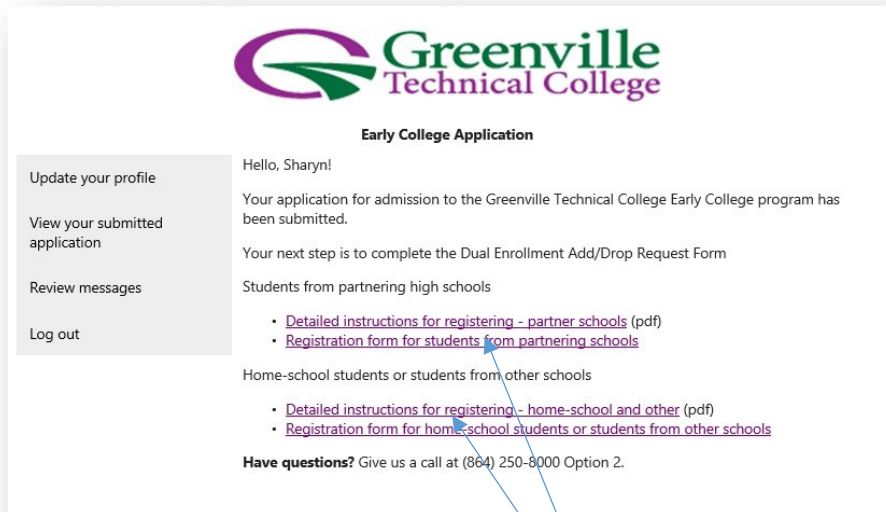 Greenville
Technical College
Early College Application
Update your profile
View your submitted
application
Review messages
Log out
Hello, Sharyn!
Your application for admission to the Greenville Technical College Early College program has
been submitted.
Your next step is to complete the Dual Enrollment Add/Drop Request Form
Students from partnering high schools
• Detailed instructions for registering - partner schools (pdf)
• Registration form for students from partnering schools
Home-school students or students from other schools
• Detailed instructions for registering - home-school and other (pdf)
• Registration form for home-school students or students from other schools
Have questions? Give us a call at (864) 250-8000 Option 2.